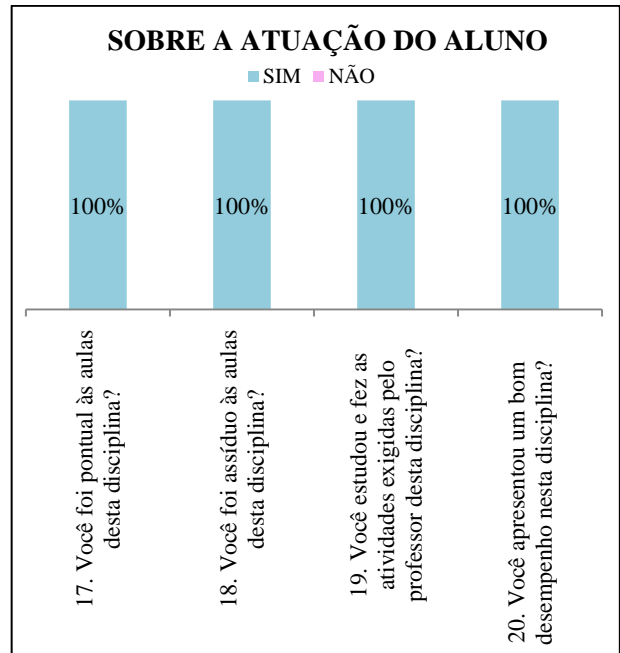 SOBRE A ATUAÇÃO DO ALUNO
SIM NÃO
100% 100% 100% 100%
17. Você foi pontual às aulas
desta disciplina?
18. Você foi assíduo às aulas
desta disciplina?
19. Você estudou e fez as
atividades exigidas pelo
professor desta disciplina?
20. Você apresentou um bom
desempenho nesta disciplina?